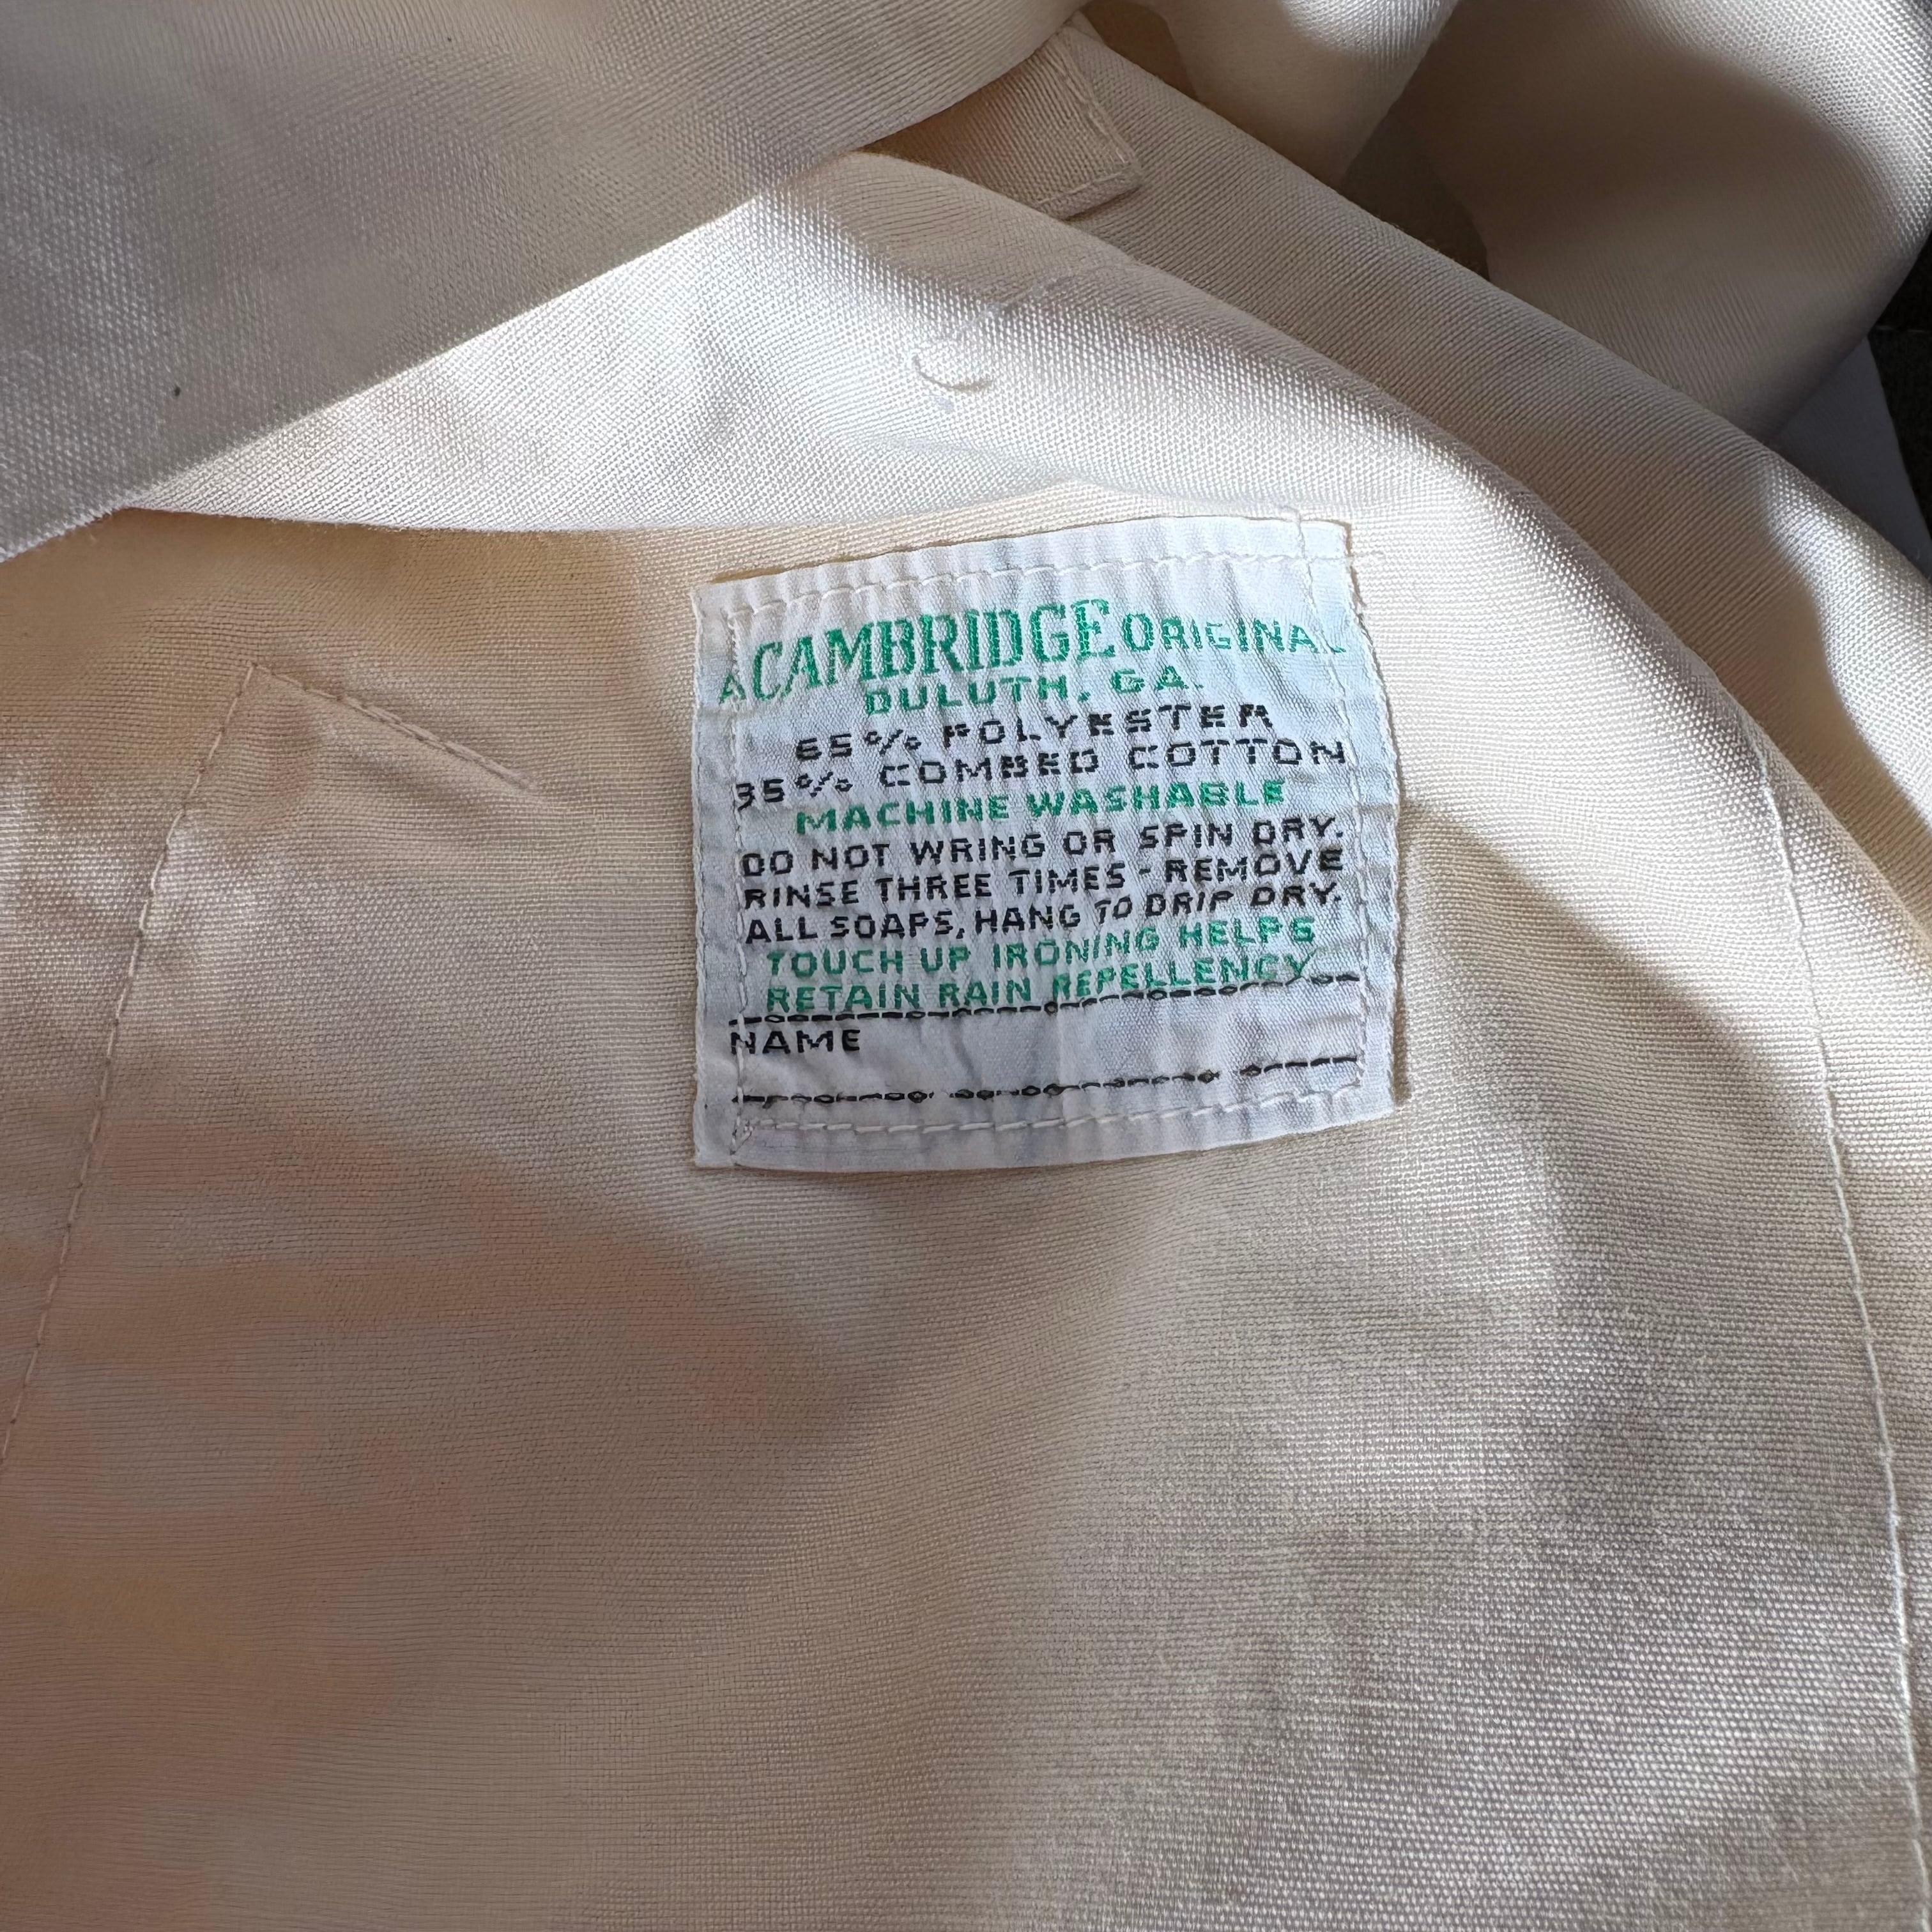 A CAMBRIDGE ORIGINAL
DULUTH, GA.
65% POLYESTER
35% COMBED COTTON
MACHINE WASHABLE
DO NOT WRING OR SPIN DRY.
RINSE THREE TIMES - REMOVE
ALL SOAPS, HANG TO DRIP DRY.
TOUCH UP IRONING HELPS
RETAIN RAIN REPELLENCY
NAME